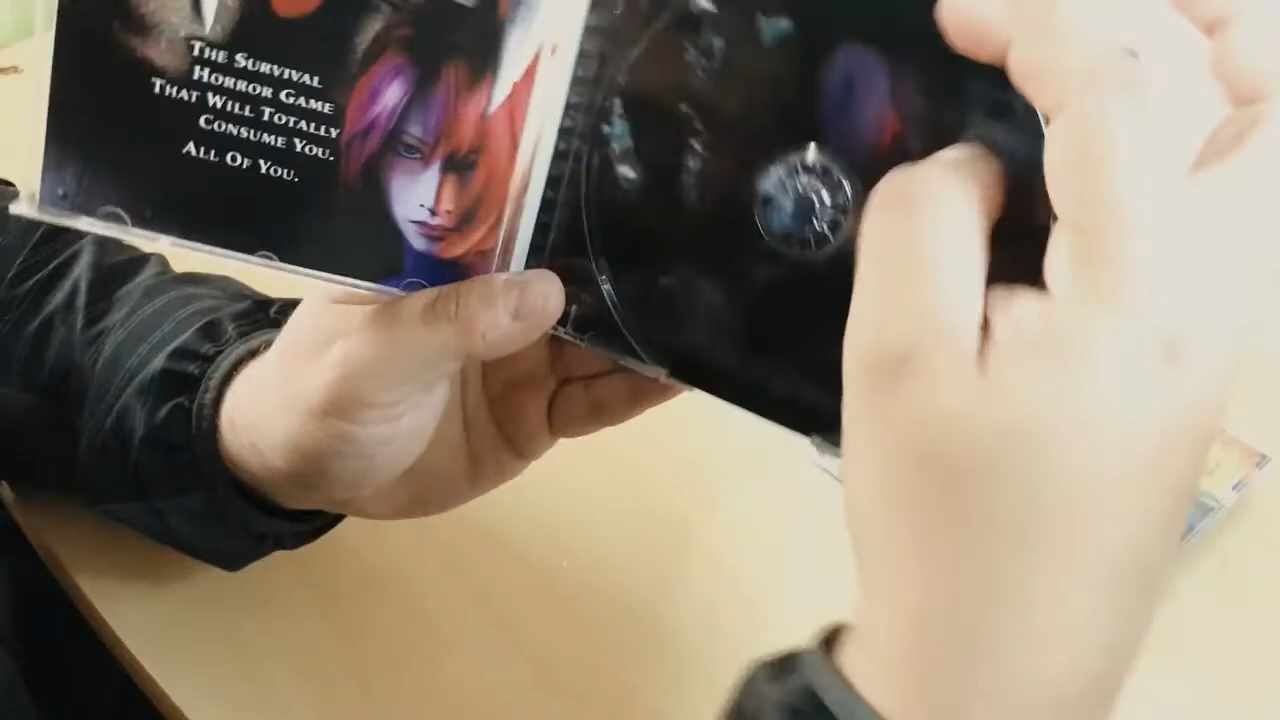 The Survival
Horror Game
That Will Totally
Consume You.
All Of You.